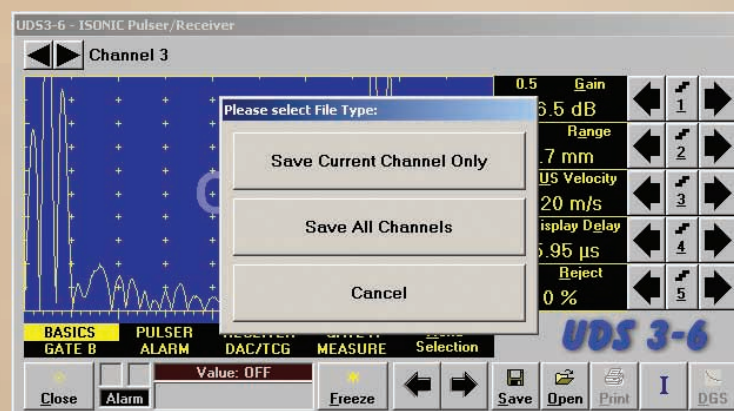 UDS3-6 - ISONIC Pulser/Receiver
Channel 3
Please select File Type:
Save Current Channel Only
Save All Channels
Cancel
0.5 Gain
6.5 dB
1
Range
.7 mm
2
US Velocity
20 m/s
3
isplay Delay
5.95 µs
4
Reject
0 %
5
BASICS PULSER
GATE B ALARM DAC/TCG MEASURE Selection
UDS 3-6
Value: OFF
Close Alarm Freeze Save Open Print I DGS